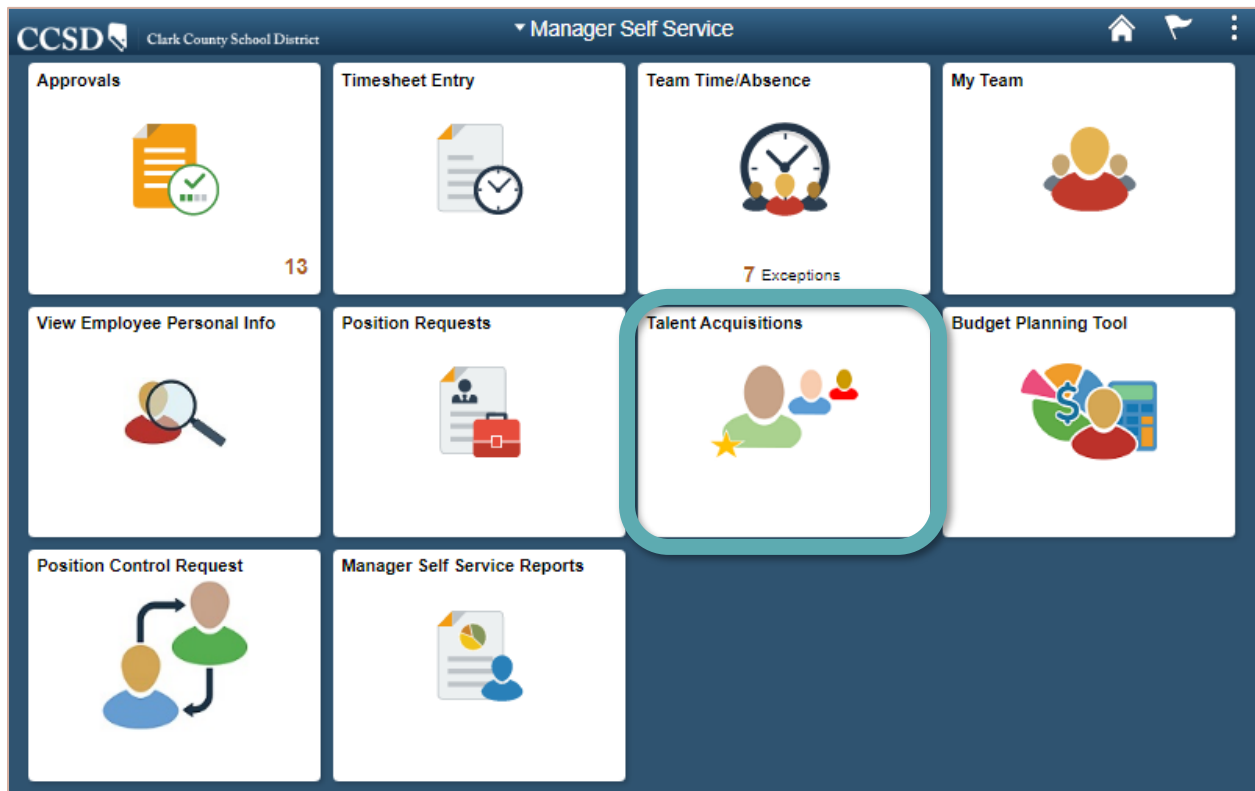 CCSD Clark County School District
Manager Self Service
Approvals
13
Timesheet Entry
Team Time/Absence
7 Exceptions
My Team
View Employee Personal Info
Position Requests
Talent Acquisitions
Budget Planning Tool
$
Position Control Request
Manager Self Service Reports